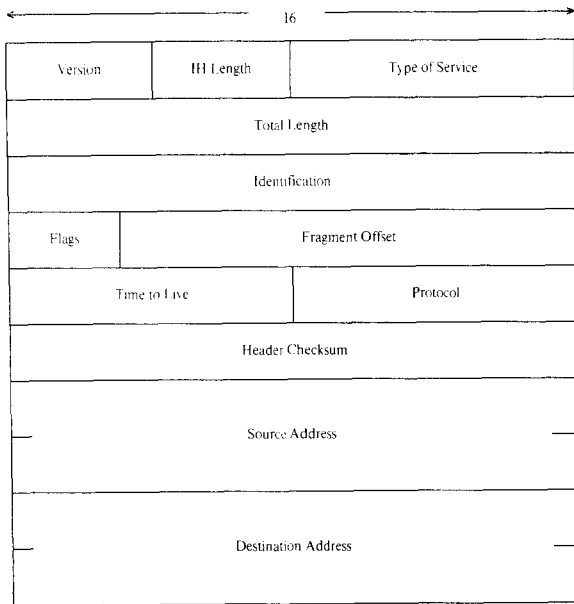 16
Version IH Length Type of Service
Total Length
Identification
Flags Fragment Offset
Time to Live Protocol
Header Checksum
Source Address
Destination Address